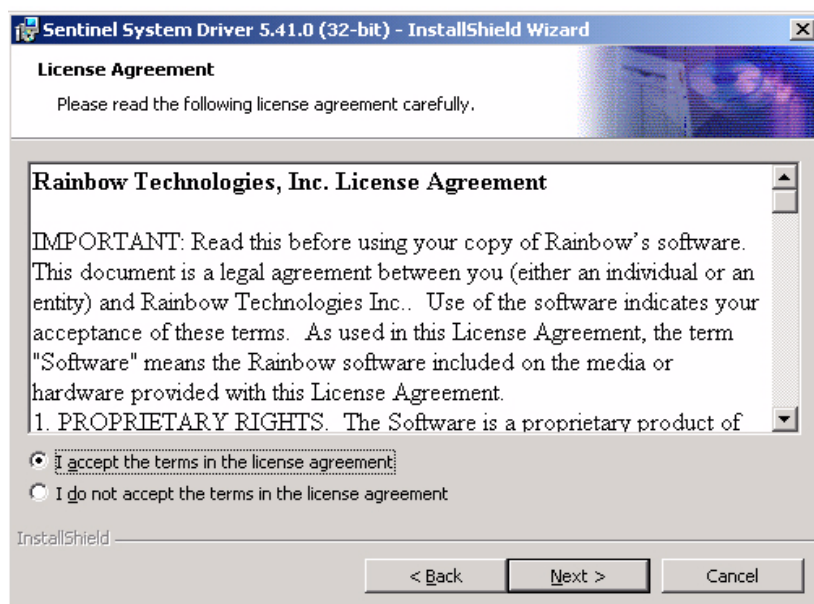 Sentinel System Driver 5.41.0 (32-bit) - InstallShield Wizard
License Agreement
Please read the following license agreement carefully.
Rainbow Technologies, Inc. License Agreement
IMPORTANT: Read this before using your copy of Rainbow's software.
This document is a legal agreement between you (either an individual or an
entity) and Rainbow Technologies Inc..  Use of the software indicates your
acceptance of these terms.  As used in this License Agreement, the term
"Software" means the Rainbow software included on the media or
hardware provided with this License Agreement.
1. PROPRIETARY RIGHTS.  The Software is a proprietary product of
I accept the terms in the license agreement
I do not accept the terms in the license agreement
InstallShield
< Back
Next >
Cancel